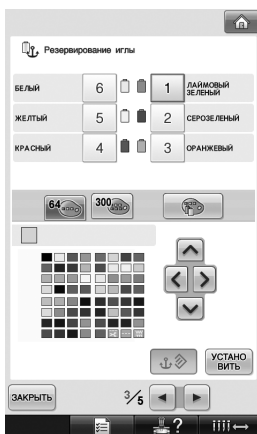 Резервирование иглы
БЕЛЫЙ 6 1 ЛАЙМОВЫЙ ЗЕЛЕНЫЙ
ЖЕЛТЫЙ 5 2 СЕРОЗЕЛЕНЫЙ
КРАСНЫЙ 4 3 ОРАНЖЕВЫЙ
64 300
УСТАНО
ВИТЬ
ЗАКРЫТЬ 3/5
?